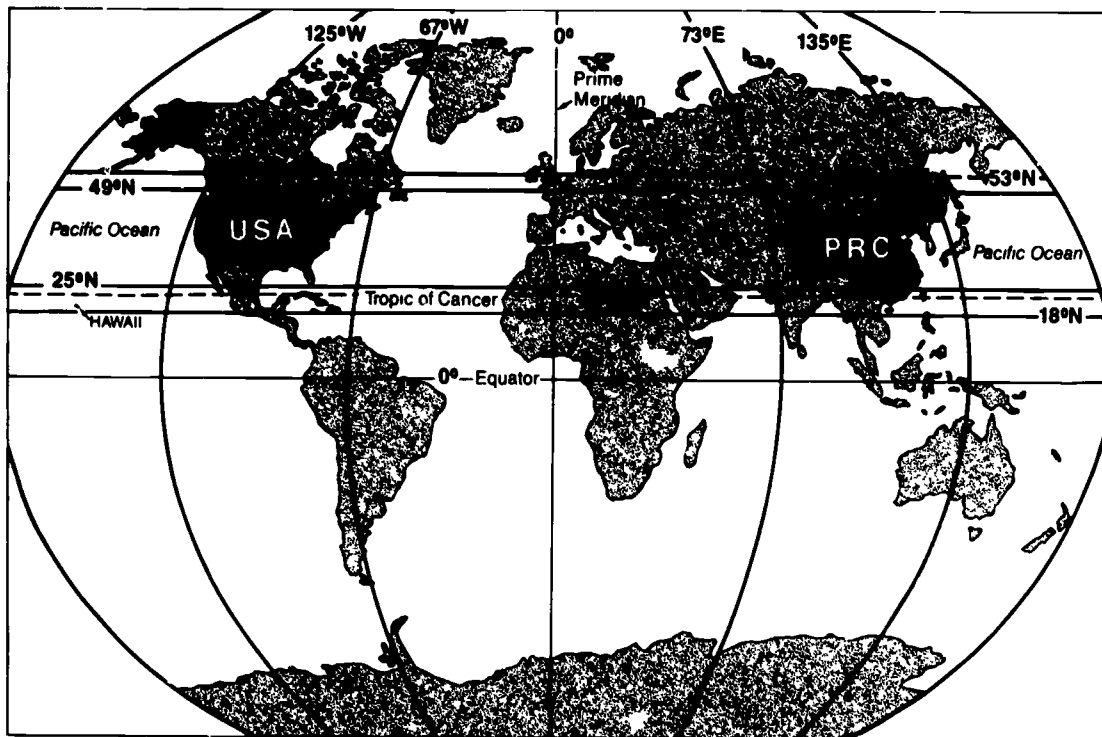 125°W
67°W
0°
73°E
135°E
Prime
Meridian
49°N
53°N
Pacific Ocean
USA
PRC
Pacific Ocean
25°N
Tropic of Cancer
HAWAII
18°N
0° Equator